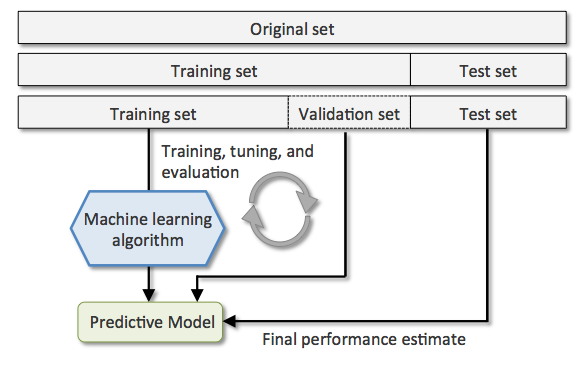 Original set
Training set
Test set
Training set
Validation set
Test set
Training, tuning, and
evaluation
Machine learning
algorithm
Predictive Model
Final performance estimate